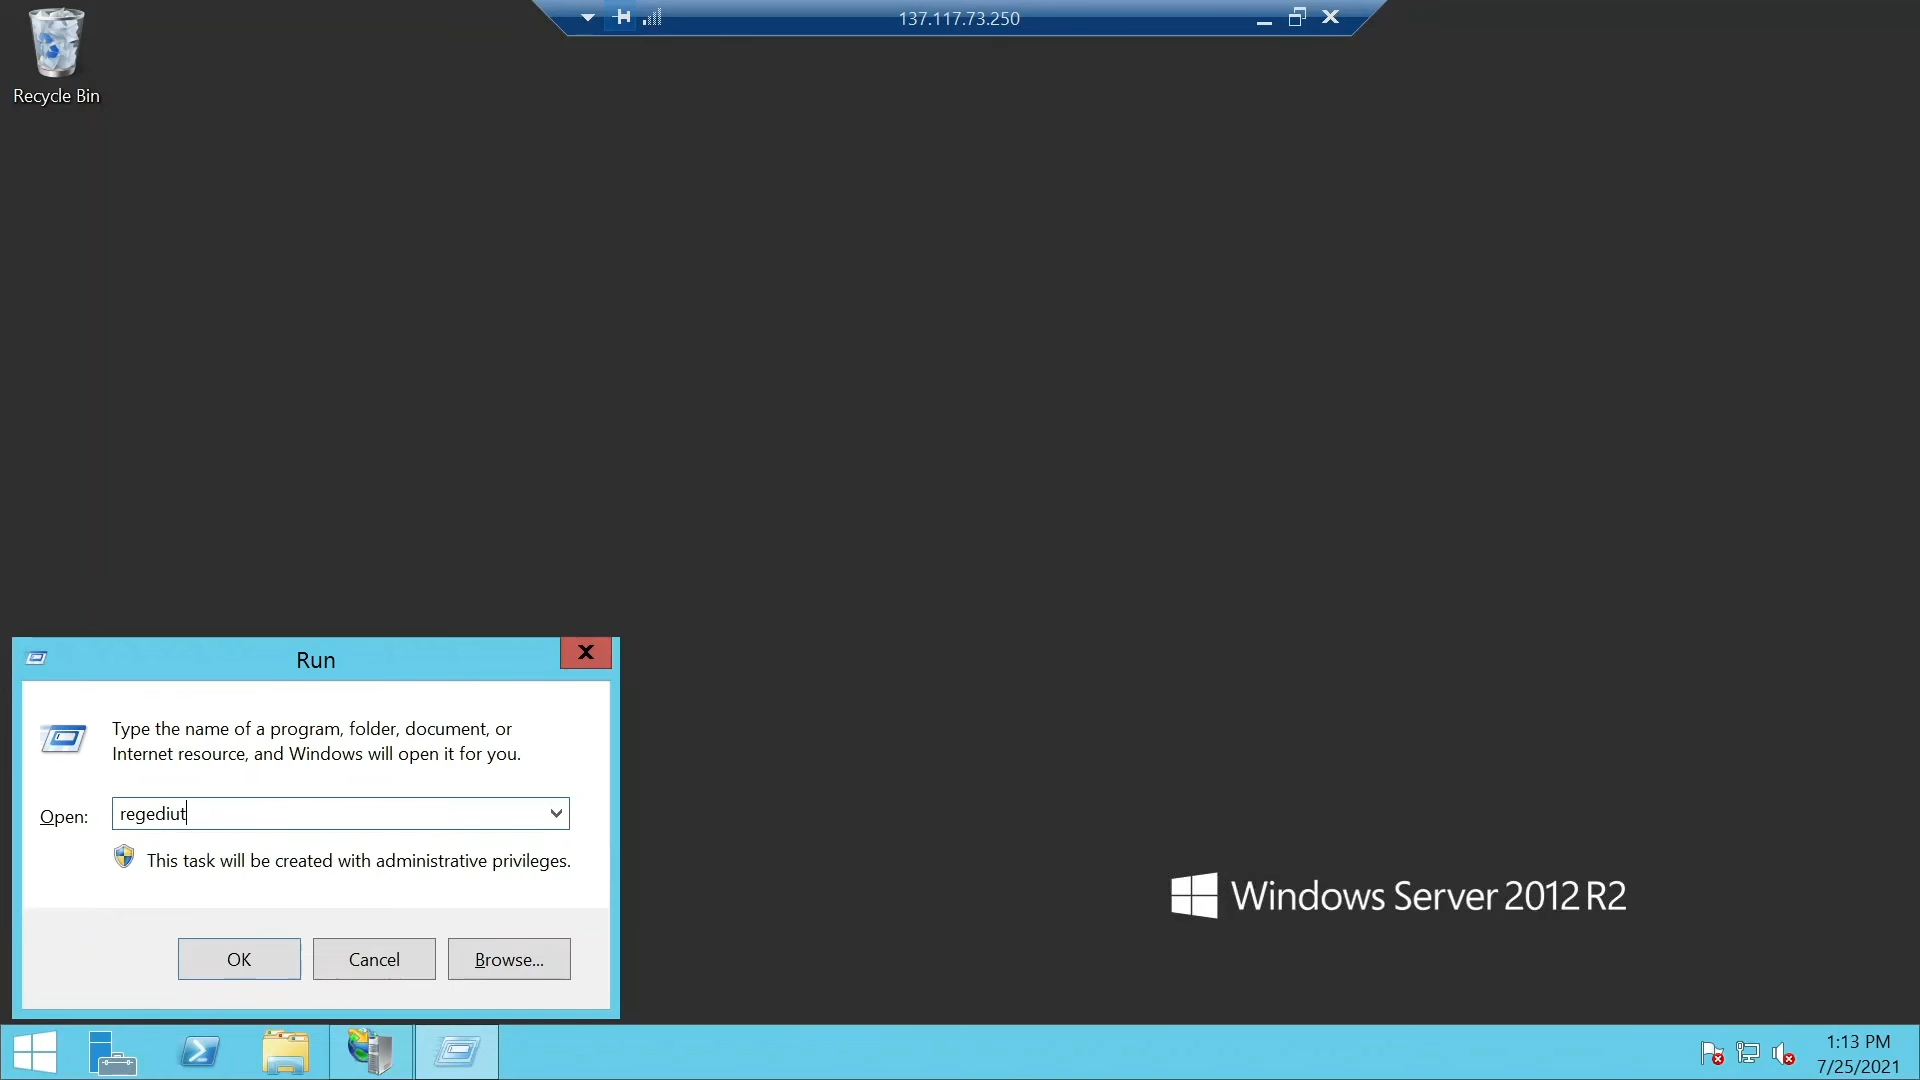 137.117.73.250
Recycle Bin
Run
Type the name of a program, folder, document, or
Internet resource, and Windows will open it for you.
Open:
regediut
This task will be created with administrative privileges.
OK
Cancel
Browse...
Windows Server 2012 R2
1:13 PM
7/25/2021